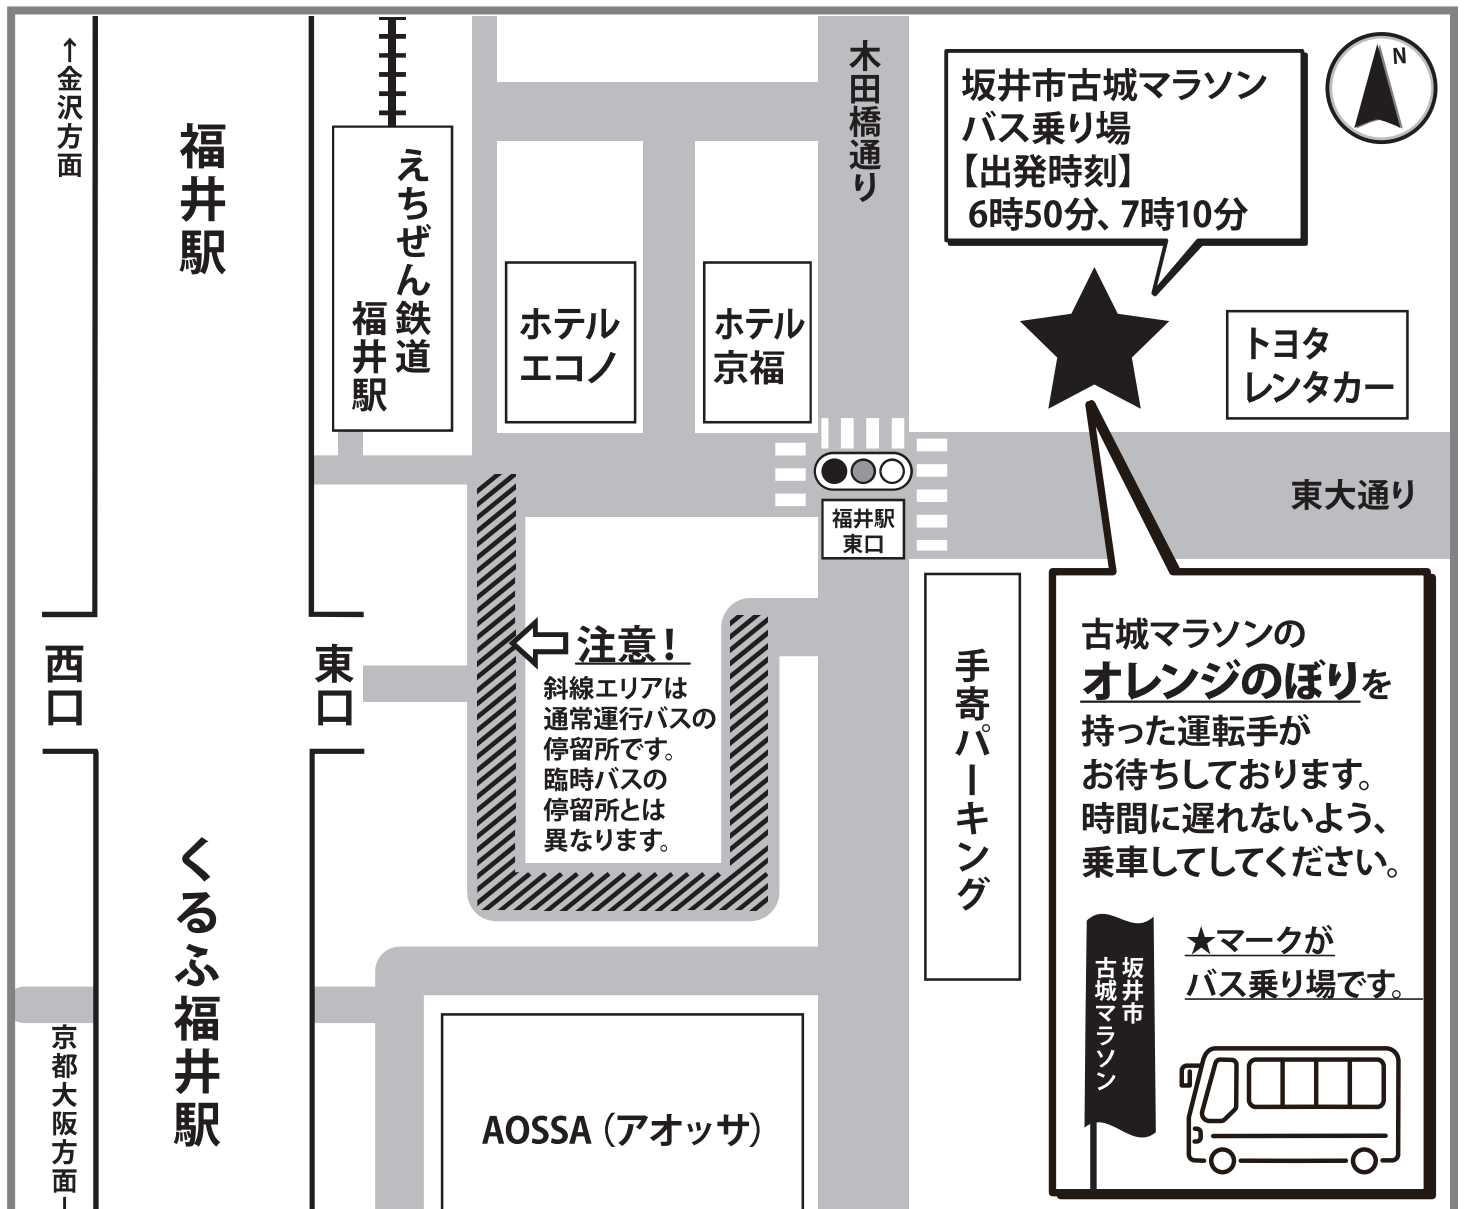 ↑金沢方面
福井駅
えちぜん鉄道
福井駅
木田橋通り
坂井市古城マラソン
バス乗り場
【出発時刻】
6時50分、7時10分
N
ホテル
エコノ
ホテル
京福
トヨタ
レンタカー
東大通り
福井駅
東口
西口
東口
注意！
斜線エリアは
通常運行バスの
停留所です。
臨時バスの
停留所とは
異なります。
手寄パーキング
古城マラソンの
オレンジのぼりを
持った運転手が
お待ちしております。
時間に遅れないよう、
乗車してしてください。
★マークが
バス乗り場です。
坂井市
古城マラソン
くるふ福井駅
京都大阪方面
AOSSA（アオッサ）